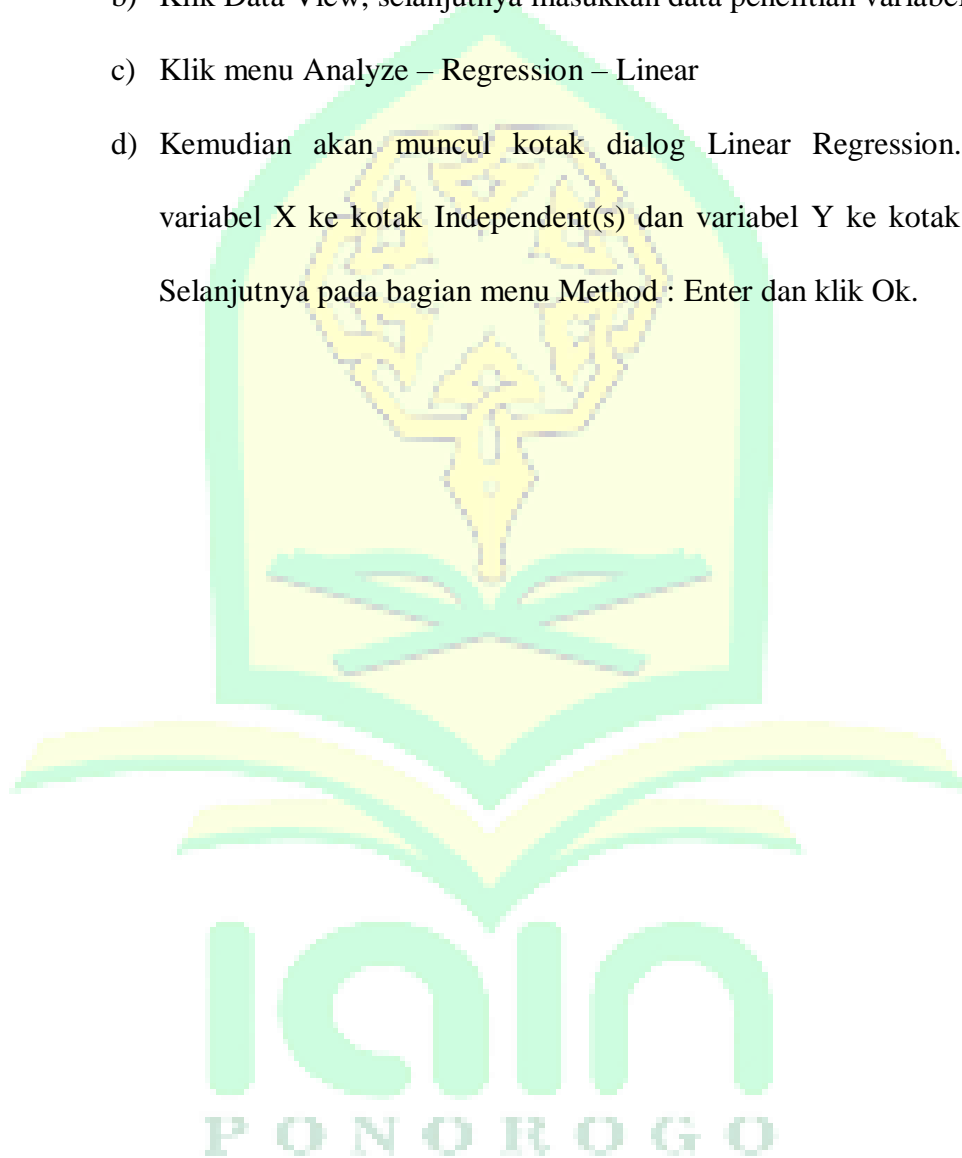 b) Klik Data View, selanjutnya masukkan data penelitian variabel
c) Klik menu Analyze – Regression – Linear
d) Kemudian akan muncul kotak dialog Linear Regression.
variabel X ke kotak Independent(s) dan variabel Y ke kotak
Selanjutnya pada bagian menu Method : Enter dan klik Ok.
iain
PONOROGO